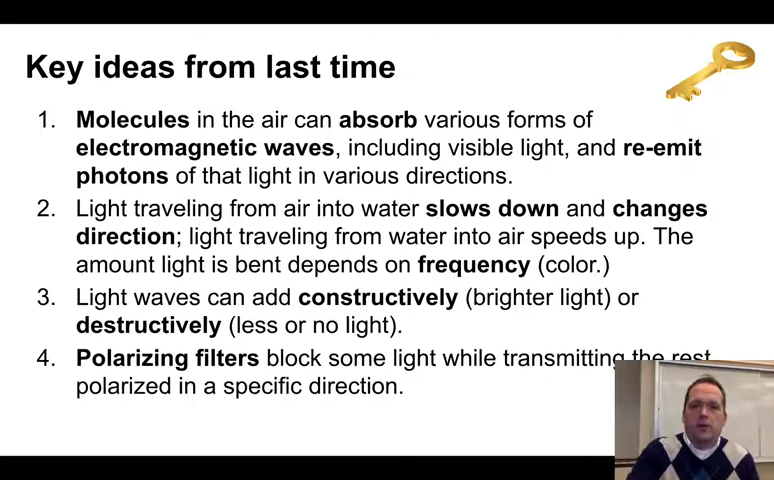 Key ideas from last time
1. Molecules in the air can absorb various forms of
electromagnetic waves, including visible light, and re-emit
photons of that light in various directions.
2. Light traveling from air into water slows down and changes
direction; light traveling from water into air speeds up. The
amount light is bent depends on frequency (color.)
3. Light waves can add constructively (brighter light) or
destructively (less or no light).
4. Polarizing filters block some light while transmitting the rest
polarized in a specific direction.